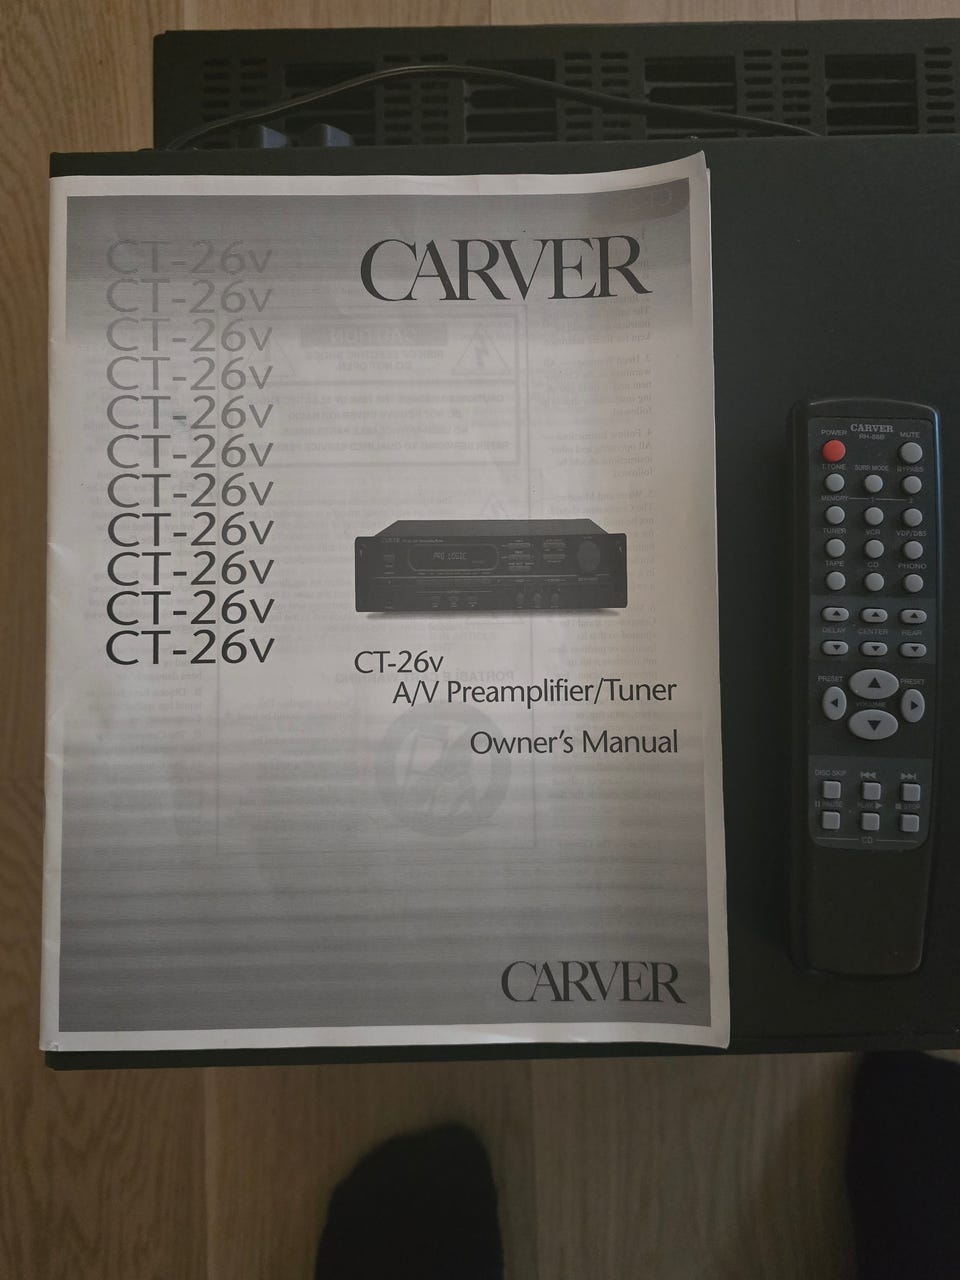 CT-26v
CT-26v
CT-26v
CT-26v
CT-26v
CT-26v
CT-26v
CT-26v
CT-26v
CT-26v
CT-26v
CARVER
PRO LOGIC
CT-26v
A/V Preamplifier/Tuner
Owner's Manual
CARVER
CARVER
RH-88B
POWER MUTE
T.TONE SURR MODE BYPASS
MEMORY 1 2
TUNER VCR VDP/DBS
TAPE CD PHONO
DELAY CENTER REAR
PRESET PRESET
VOLUME
DISC SKIP
PAUSE PLAY STOP
CD